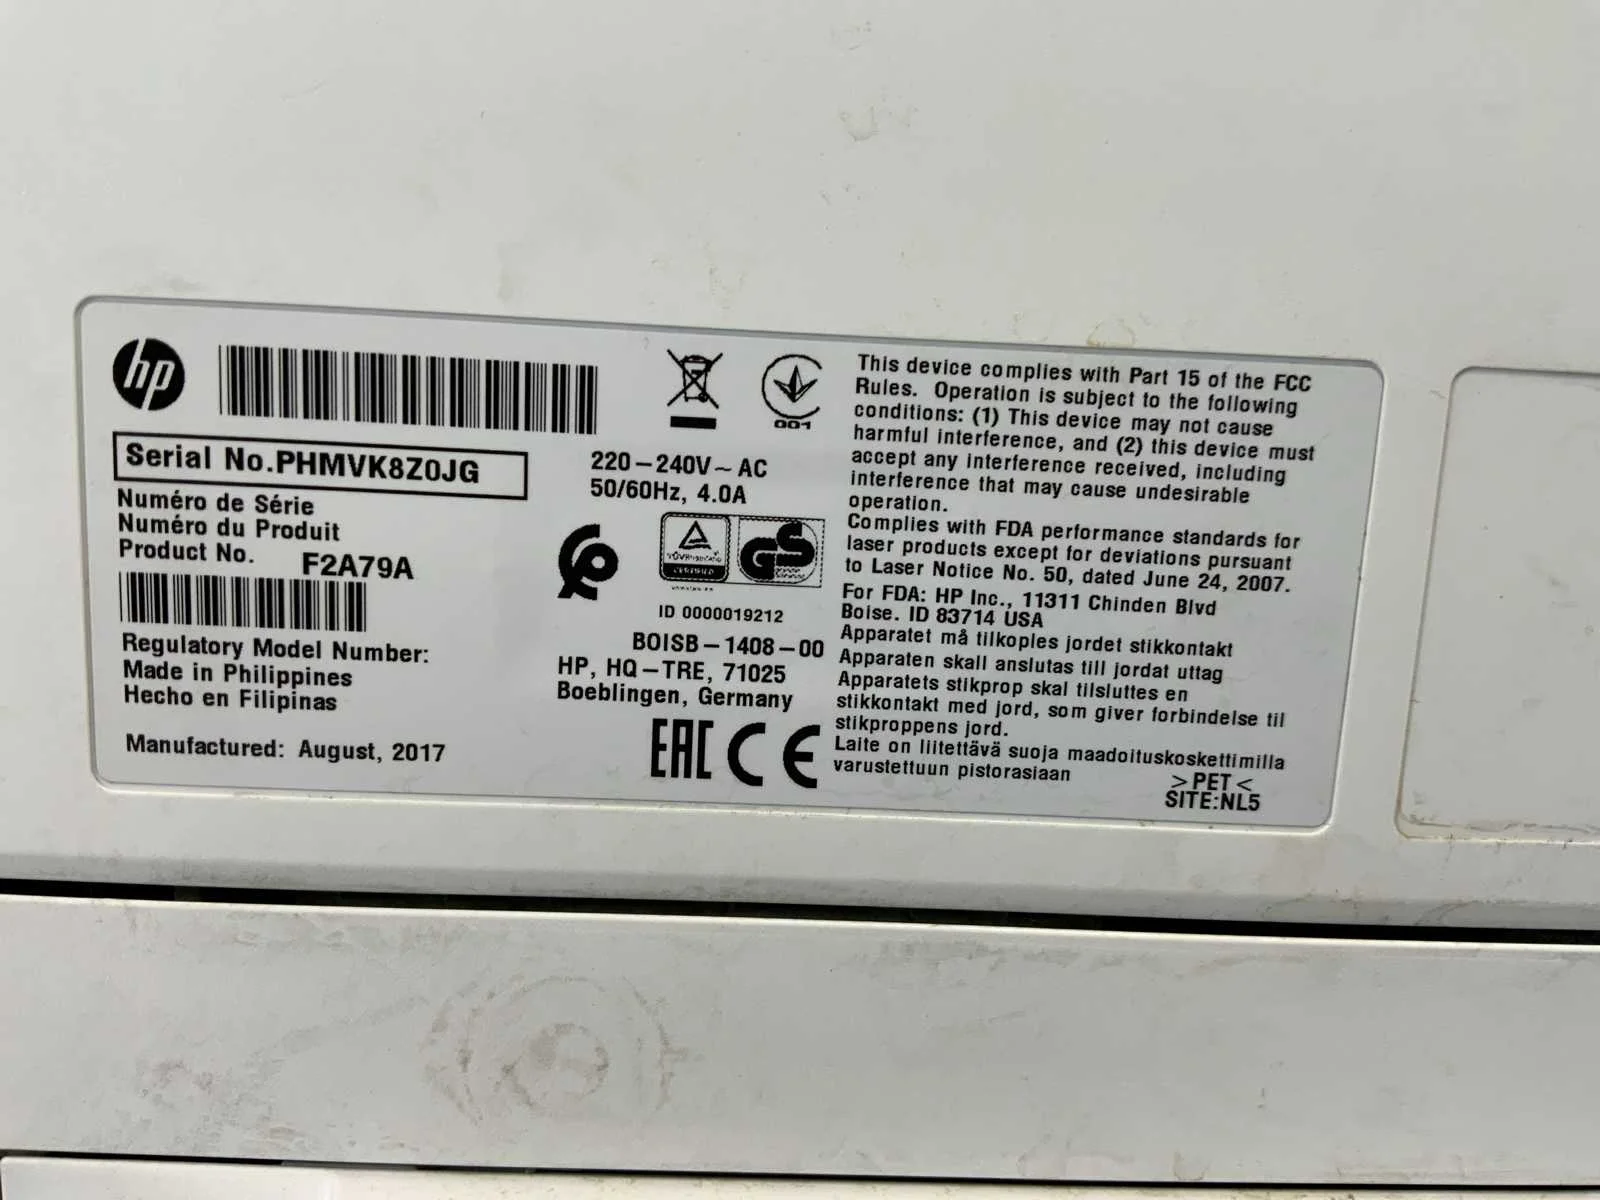 hp
Serial No.PHMVK8Z0JG
Numéro de Série
Numéro du Produit
Product No. F2A79A
Regulatory Model Number:
Made in Philippines
Hecho en Filipinas
Manufactured: August, 2017
001
220-240V~ AC
50/60Hz, 4.0A
CERTIFIED
GS
ID 0000019212
BOISB-1408-00
HP, HQ-TRE, 71025
Boeblingen, Germany
EAC CE
This device complies with Part 15 of the FCC
Rules. Operation is subject to the following
conditions: (1) This device may not cause
harmful interference, and (2) this device must
accept any interference received, including
interference that may cause undesirable
operation.
Complies with FDA performance standards for
laser products except for deviations pursuant
to Laser Notice No. 50, dated June 24, 2007.
For FDA: HP Inc., 11311 Chinden Blvd
Boise. ID 83714 USA
Apparatet må tilkoples jordet stikkontakt
Apparaten skall anslutas till jordat uttag
Apparatets stikprop skal tilsluttes en
stikkontakt med jord, som giver forbindelse til
stikproppens jord.
Laite on liitettävä suoja maadoituskoskettimilla
varustettuun pistorasiaan
>PET<
SITE:NL5